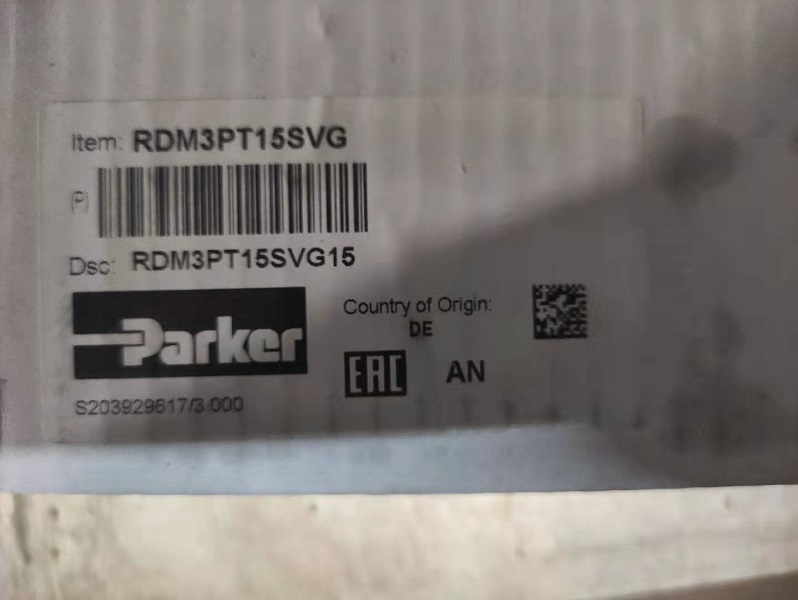 Item: RDM3PT15SVG
(P)
Dsc: RDM3PT15SVG15
Parker
Country of Origin:
DE
EAC AN
S203929617/3.000